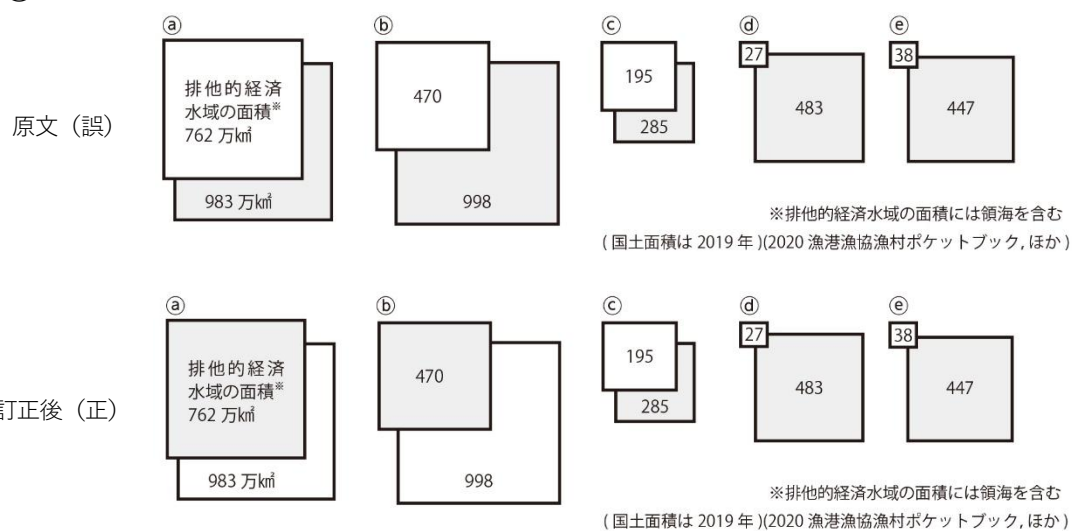 原文（誤）
ⓐ
ⓑ
ⓒ
ⓓ
ⓔ
排他的経済
水域の面積※
762 万㎢
983 万㎢
470
998
195
285
27
483
38
447
※排他的経済水域の面積には領海を含む
( 国土面積は 2019 年 )(2020 漁港漁協漁村ポケットブック, ほか )
訂正後（正）
ⓐ
ⓑ
ⓒ
ⓓ
ⓔ
排他的経済
水域の面積※
762 万㎢
983 万㎢
470
998
195
285
27
483
38
447
※排他的経済水域の面積には領海を含む
( 国土面積は 2019 年 )(2020 漁港漁協漁村ポケットブック, ほか )